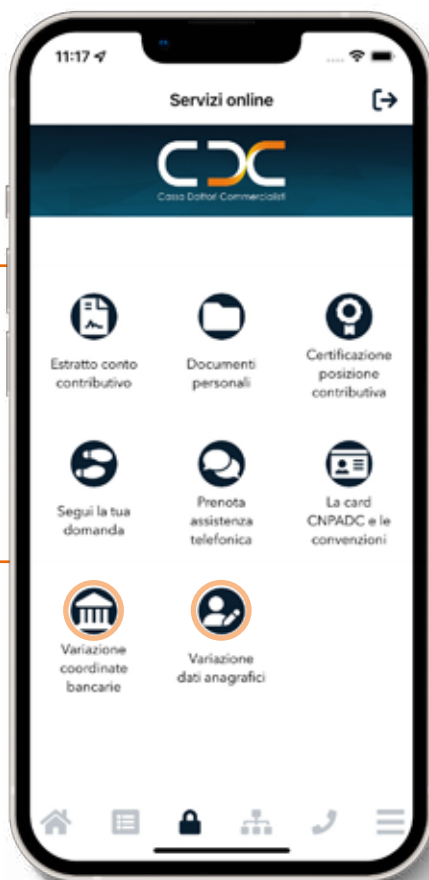 11:17
Servizi online
CDC
Cassa Dottori Commercialisti
Estratto conto
contributivo
Documenti
personali
Certificazione
posizione
contributiva
Segui la tua
domanda
Prenota
assistenza
telefonica
La card
CNPADC e le
convenzioni
Variazione
coordinate
bancarie
Variazione
dati anagrafici